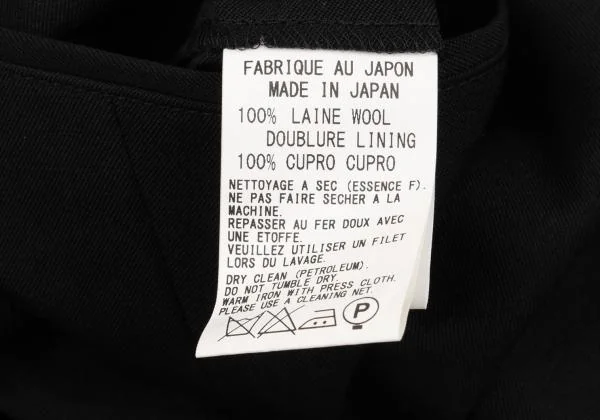 FABRIQUE AU JAPON
MADE IN JAPAN
100% LAINE WOOL
DOUBLURE LINING
100% CUPRO CUPRO
NETTOYAGE A SEC (ESSENCE F).
NE PAS FAIRE SECHER A LA
MACHINE.
REPASSER AU FER DOUX AVEC
UNE ETOFFE.
VEUILLEZ UTILISER UN FILET
LORS DU LAVAGE.
DRY CLEAN (PETROLEUM).
DO NOT TUMBLE DRY.
WARM IRON WITH PRESS CLOTH.
PLEASE USE A CLEANING NET.
P